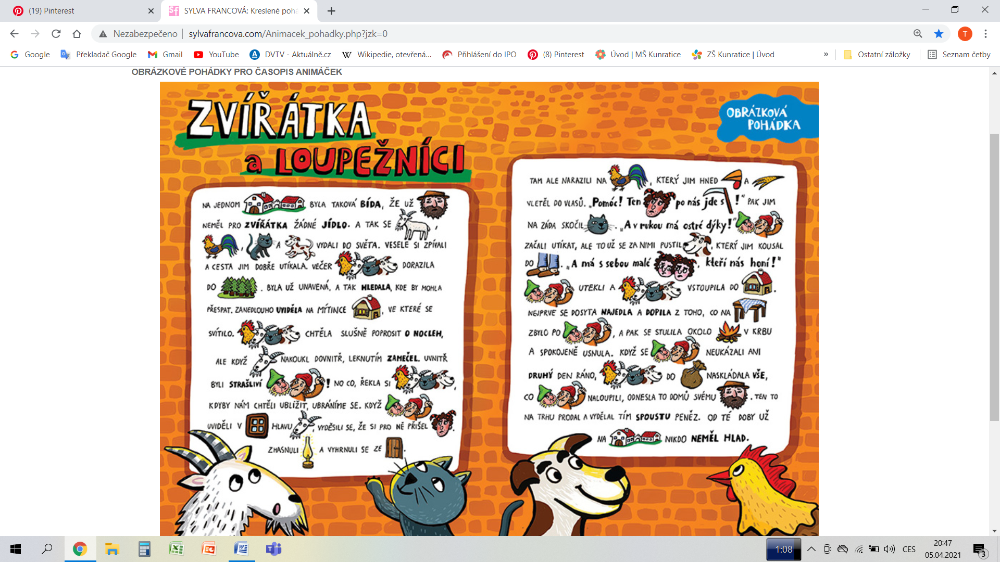 (19) Pinterest
SYLVA FRANCOVÁ: Kreslené pohá
Nezabezpečeno | sylvafrancova.com/Animacek_pohadky.php?jzk=0
T
Google Překladač Google Gmail YouTube DVTV - Aktuálně.cz Wikipedie, otevřená... Přihlášení do IPO (8) Pinterest Úvod | MŠ Kunratice ZŠ Kunratice | Úvod » Ostatní záložky Seznam četby
OBRÁZKOVÉ POHÁDKY PRO ČASOPIS ANIMÁČEK
ZVÍŘÁTKA
a LOUPEŽNÍCI
OBRÁZKOVÁ
POHÁDKA
NA JEDNOM BYLA TAKOVÁ BÍDA, ŽE UŽ
NEMĚL PRO ZVÍŘÁTKA ŽÁDNÉ JÍDLO. A TAK SE ,
, A VYDALI DO SVĚTA. VESELE SI ZPÍVALI
A CESTA JIM DOBŘE UTÍKALA. VEČER DORAZILA
DO . BYLA UŽ UNAVENÁ, A TAK HLEDALA, KDE BY MOHLA
PŘESPAT. ZANEDLOUHO UVIDĚLA NA MÝTINCE , VE KTERÉ SE
SVÍTILO. CHTĚLA SLUŠNĚ POPROSIT O NOCLEH,
ALE KDYŽ NAKOUKL DOVNITŘ, LEKNUTÍM ZAMEČEL. UVNITŘ
BYLI STRAŠLIVÍ ! NO CO, ŘEKLA SI ,
KDYBY NÁM CHTĚLI UBLÍŽIT, UBRÁNÍME SE. KDYŽ
UVIDĚLI V HLAVU , VYDĚSILI SE, ŽE SI PRO NĚ PŘIŠEL .
ZHASNULI A VYHRNULI SE ZE .
TAM ALE NARAZILI NA , KTERÝ JIM HNED A
VLETĚL DO VLASŮ. „Pomóc! Ten po nás jde s !“ PAK JIM
NA ZÁDA SKOČIL . „A v rukou má ostré dýky!“
ZAČALI UTÍKAT, ALE TO UŽ SE ZA NIMI PUSTIL , KTERÝ JIM KOUSAL
DO . „A má s sebou malé , kteří nás honí!“
UTEKLI A VSTOUPILA DO .
NEJPRVE SE DOSYTA NAJEDLA A DOPILA Z TOHO, CO NA
ZBYLO PO , A PAK SE STULILA OKOLO V KRBU
A SPOKOJENĚ USNULA. KDYŽ SE NEUKÁZALI ANI
DRUHÝ DEN RÁNO, DO NASKLÁDALA VŠE,
CO NALOUPILI, ODNESLA TO DOMŮ SVÉMU . TEN TO
NA TRHU PRODAL A VYDĚLAL TÍM SPOUSTU PENĚZ. OD TÉ DOBY UŽ
NA NIKDO NEMĚL HLAD.
1:08
CES
20:47
05.04.2021
3